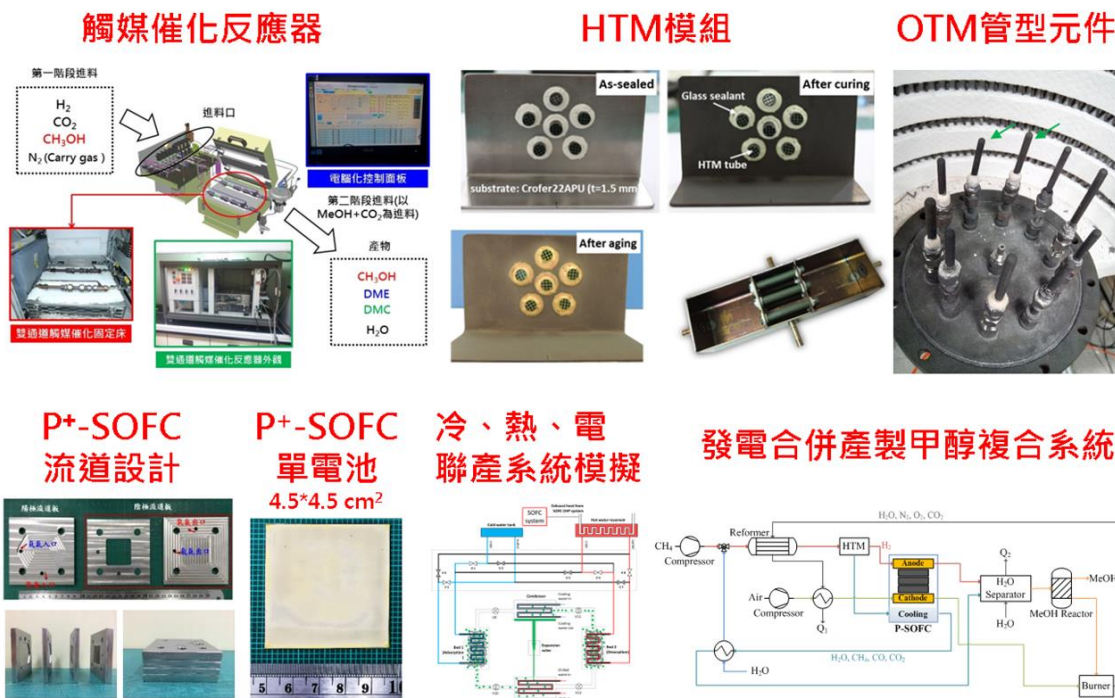 觸媒催化反應器
HTM模組
OTM管型元件
第一階段進料
H₂
CO₂
CH₃OH
N₂ (Carry gas )
進料口
電腦化控制面板
第二階段進料(以
MeOH+CO₂為進料)
產物
CH₃OH
DME
DMC
H₂O
雙通道觸媒催化固定床
雙通道觸媒催化反應器外觀
As-sealed
substrate: Crofer22APU (t=1.5 mm
After curing
Glass sealant
HTM tube
After aging
P⁺-SOFC
流道設計
陽極流道板
陰極流道板
P⁺-SOFC
單電池
4.5*4.5 cm²
5 6 7 8 9
冷、熱、電
聯產系統模擬
SOFC
system
Cold water tank
Hot water reservoir
Condenser
發電合併產製甲醇複合系統
H₂O, N₂, O₂, CO₂
Reformer
CH₄
Compressor
HTM
H₂
Anode
Cathode
Cooling
P-SOFC
Air
Compressor
Q₁
Q₂
H₂O
Separator
H₂O
MeOH
MeOH Reactor
H₂O
H₂O, CH₄, CO, CO₂
Burner